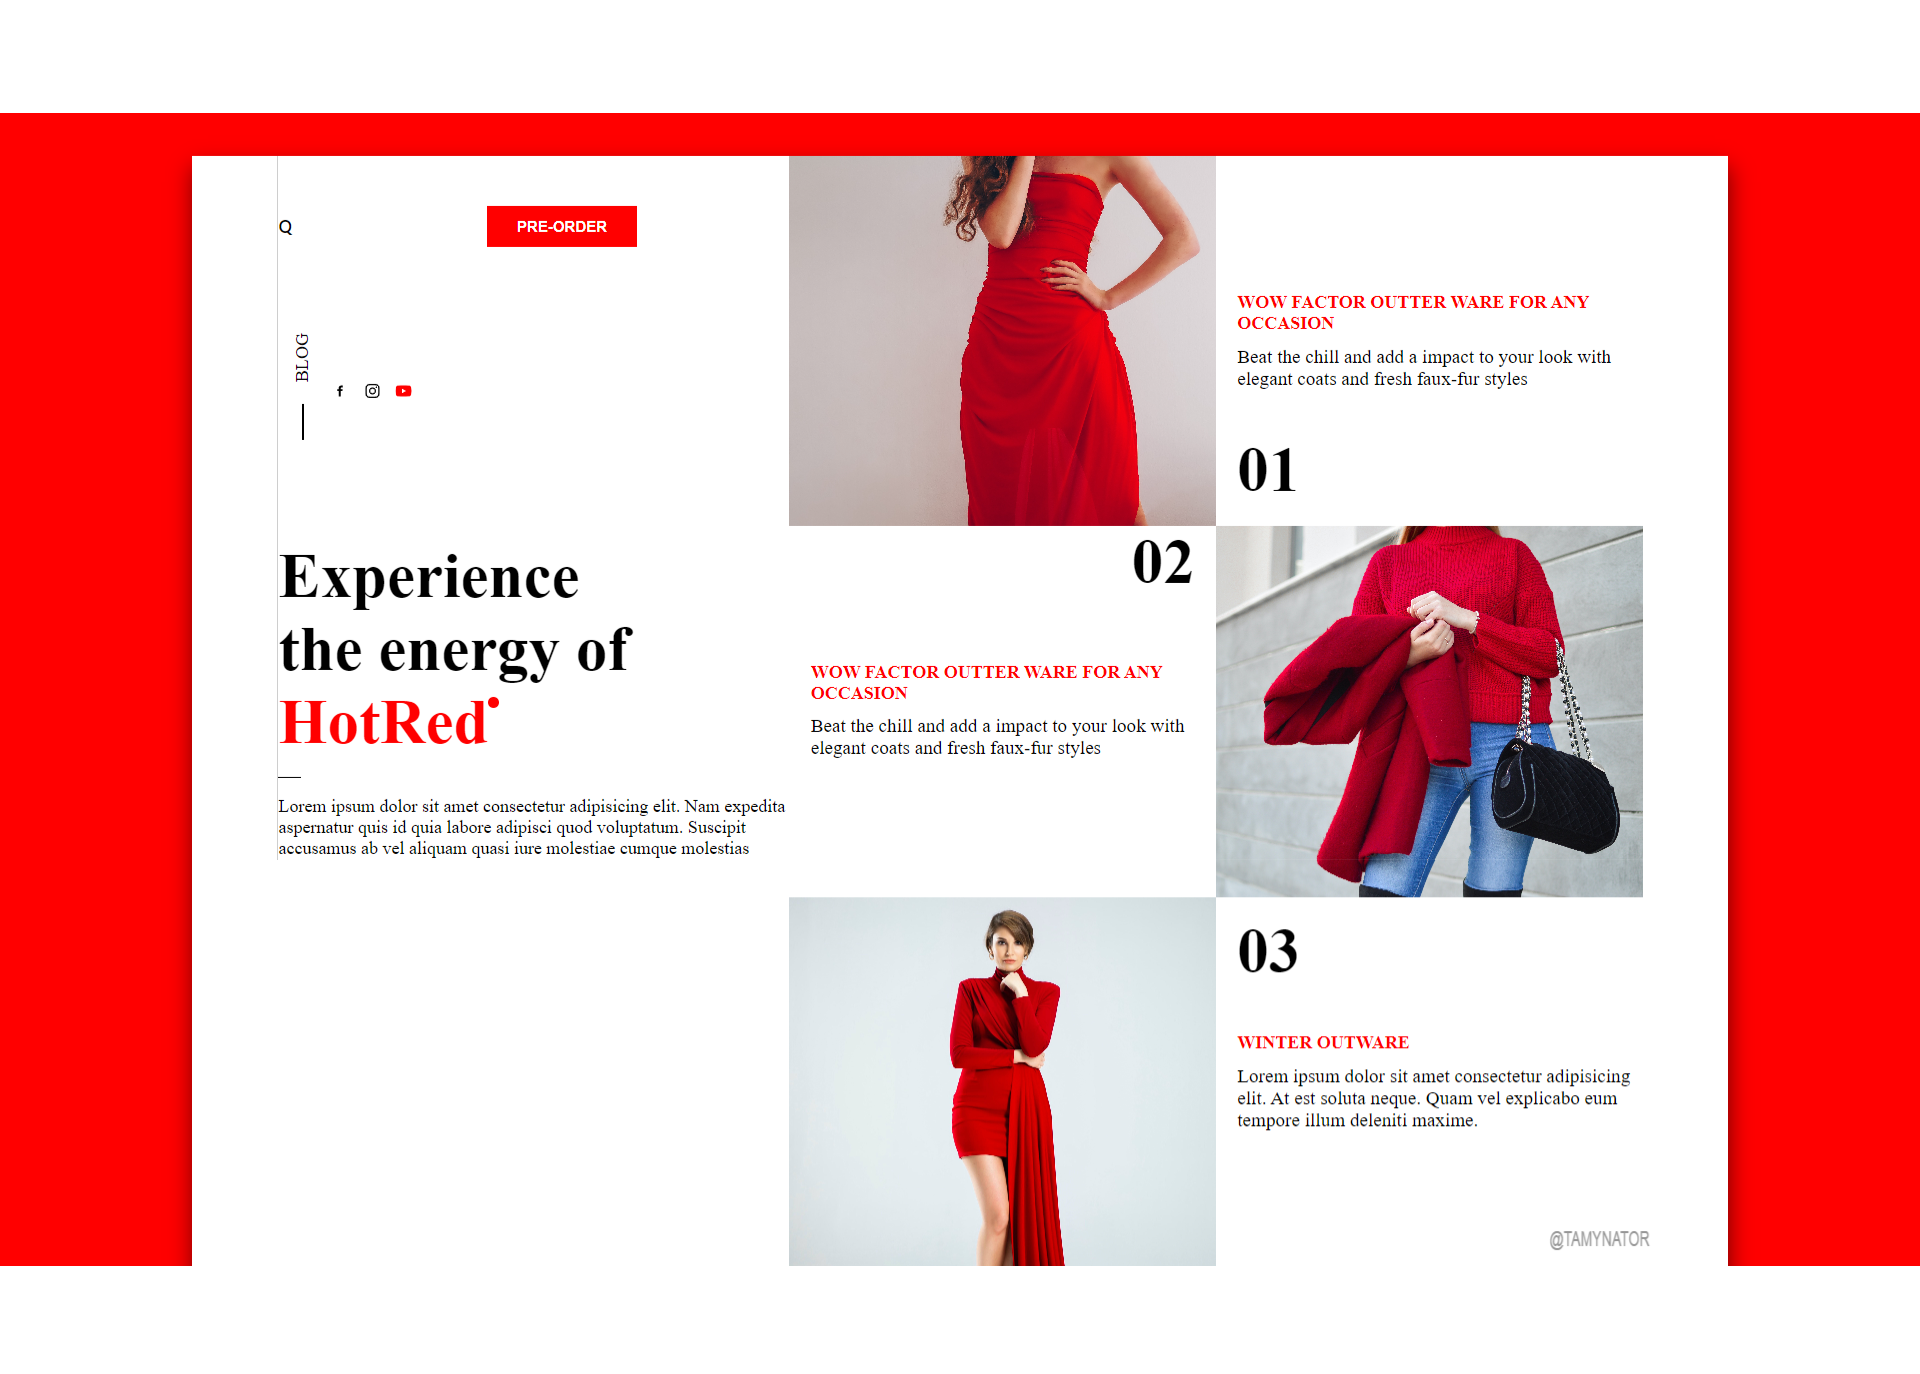 Q
PRE-ORDER
BLOG
Experience
the energy of
HotRed
Lorem ipsum dolor sit amet consectetur adipisicing elit. Nam expedita
aspernatur quis id quia labore adipisci quod voluptatum. Suscipit
accusamus ab vel aliquam quasi iure molestiae cumque molestias
WOW FACTOR OUTTER WARE FOR ANY
OCCASION
Beat the chill and add a impact to your look with
elegant coats and fresh faux-fur styles
01
02
WOW FACTOR OUTTER WARE FOR ANY
OCCASION
Beat the chill and add a impact to your look with
elegant coats and fresh faux-fur styles
03
WINTER OUTWARE
Lorem ipsum dolor sit amet consectetur adipisicing
elit. At est soluta neque. Quam vel explicabo eum
tempore illum deleniti maxime.
@TAMYNATOR